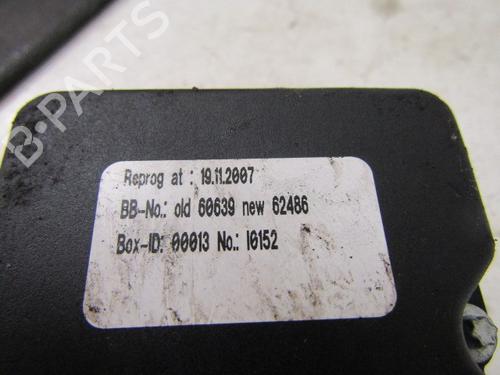 B-PARTS
Reprog at : 19.11.2007
BB-No.: old 60639 new 62486
Box-ID: 00013 No.: 10152